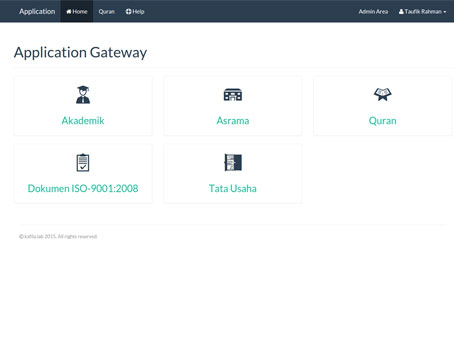 Application Home Quran Help Admin Area Taufik Rahman
Application Gateway
Akademik Asrama Quran
Dokumen ISO-9001:2008 Tata Usaha
© kafila.lab 2015. All rights reserved.